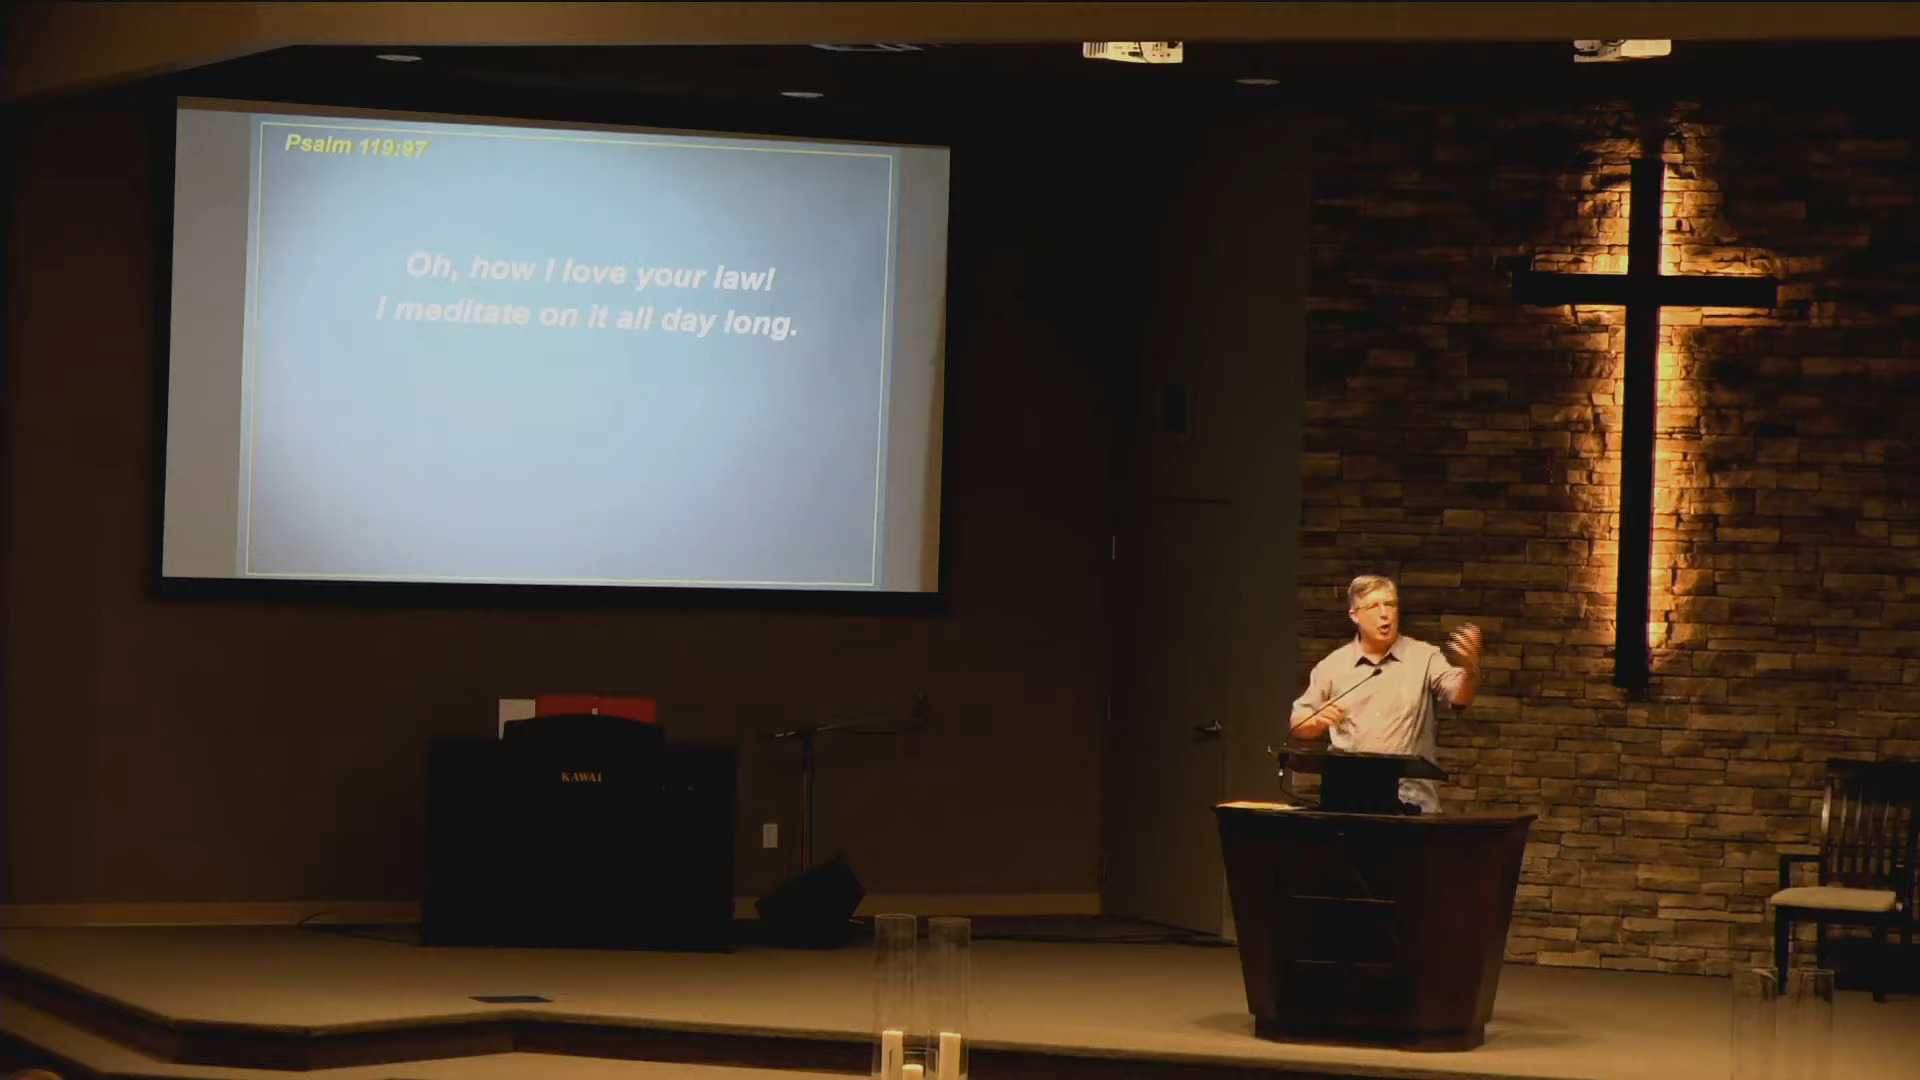 Psalm 119:97
Oh, how I love your law!
I meditate on it all day long.
KAWAI